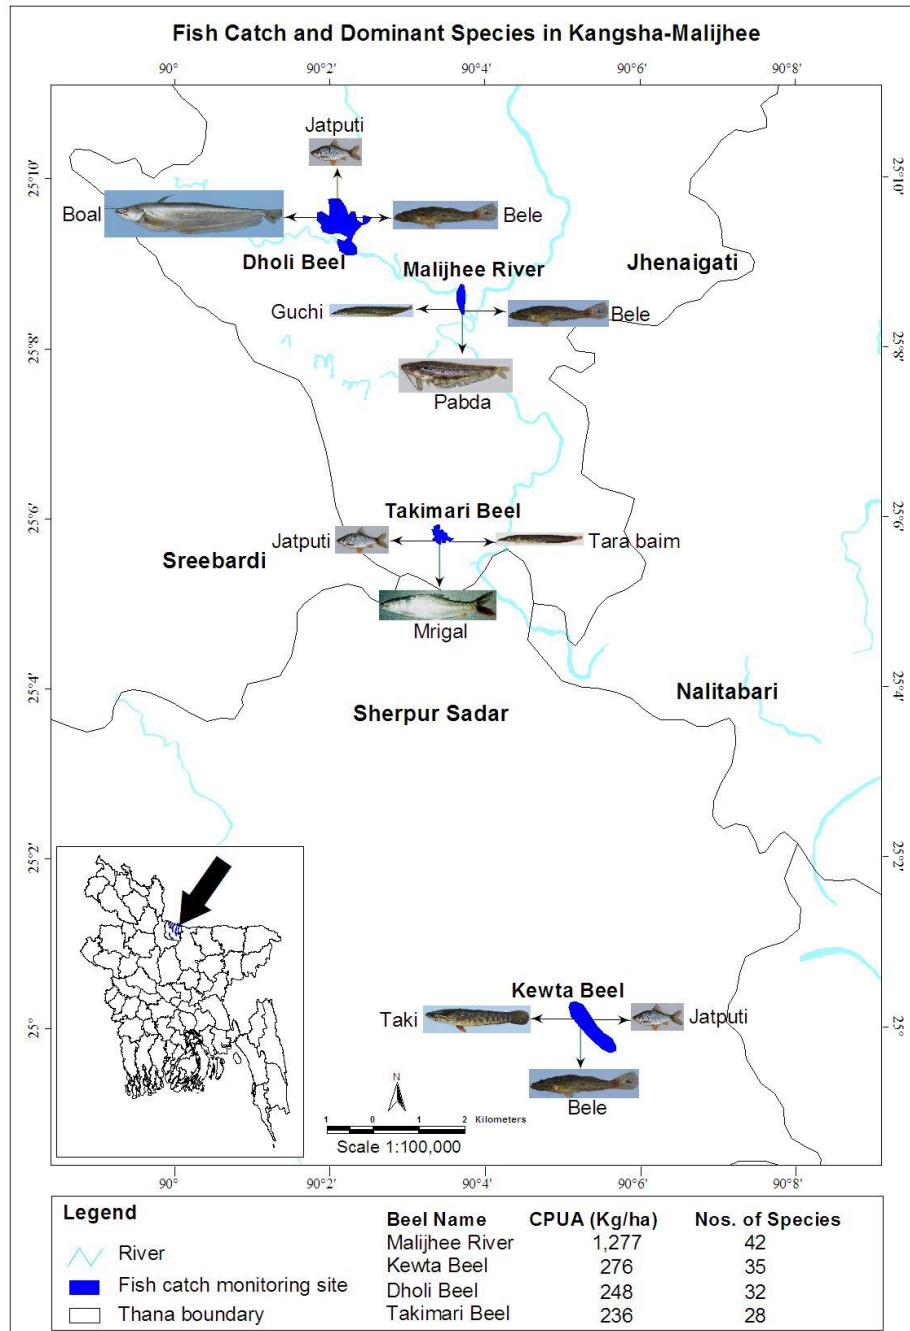 Fish Catch and Dominant Species in Kangsha-Malijhee
90° 90°2' 90°4' 90°6' 90°8'
Jatputi
25°10' 25°10'
Boal Bele
Dholi Beel Malijhee River Jhenaigati
Guchi Bele
25°8' 25°8'
Pabda
25°6' 25°6'
Takimari Beel
Jatputi Tara baim
Sreebardi
Mrigal
25°4' 25°4'
Nalitabari
Sherpur Sadar
25°2' 25°2'
Kewta Beel
25° 25°
Taki Jatputi
N
Bele
1 0 1 2 Kilometers
Scale 1:100,000
90° 90°2' 90°4' 90°6' 90°8'
Legend
River
Fish catch monitoring site
Thana boundary
Beel Name CPUA (Kg/ha) Nos. of Species
Malijhee River 1,277 42
Kewta Beel 276 35
Dholi Beel 248 32
Takimari Beel 236 28